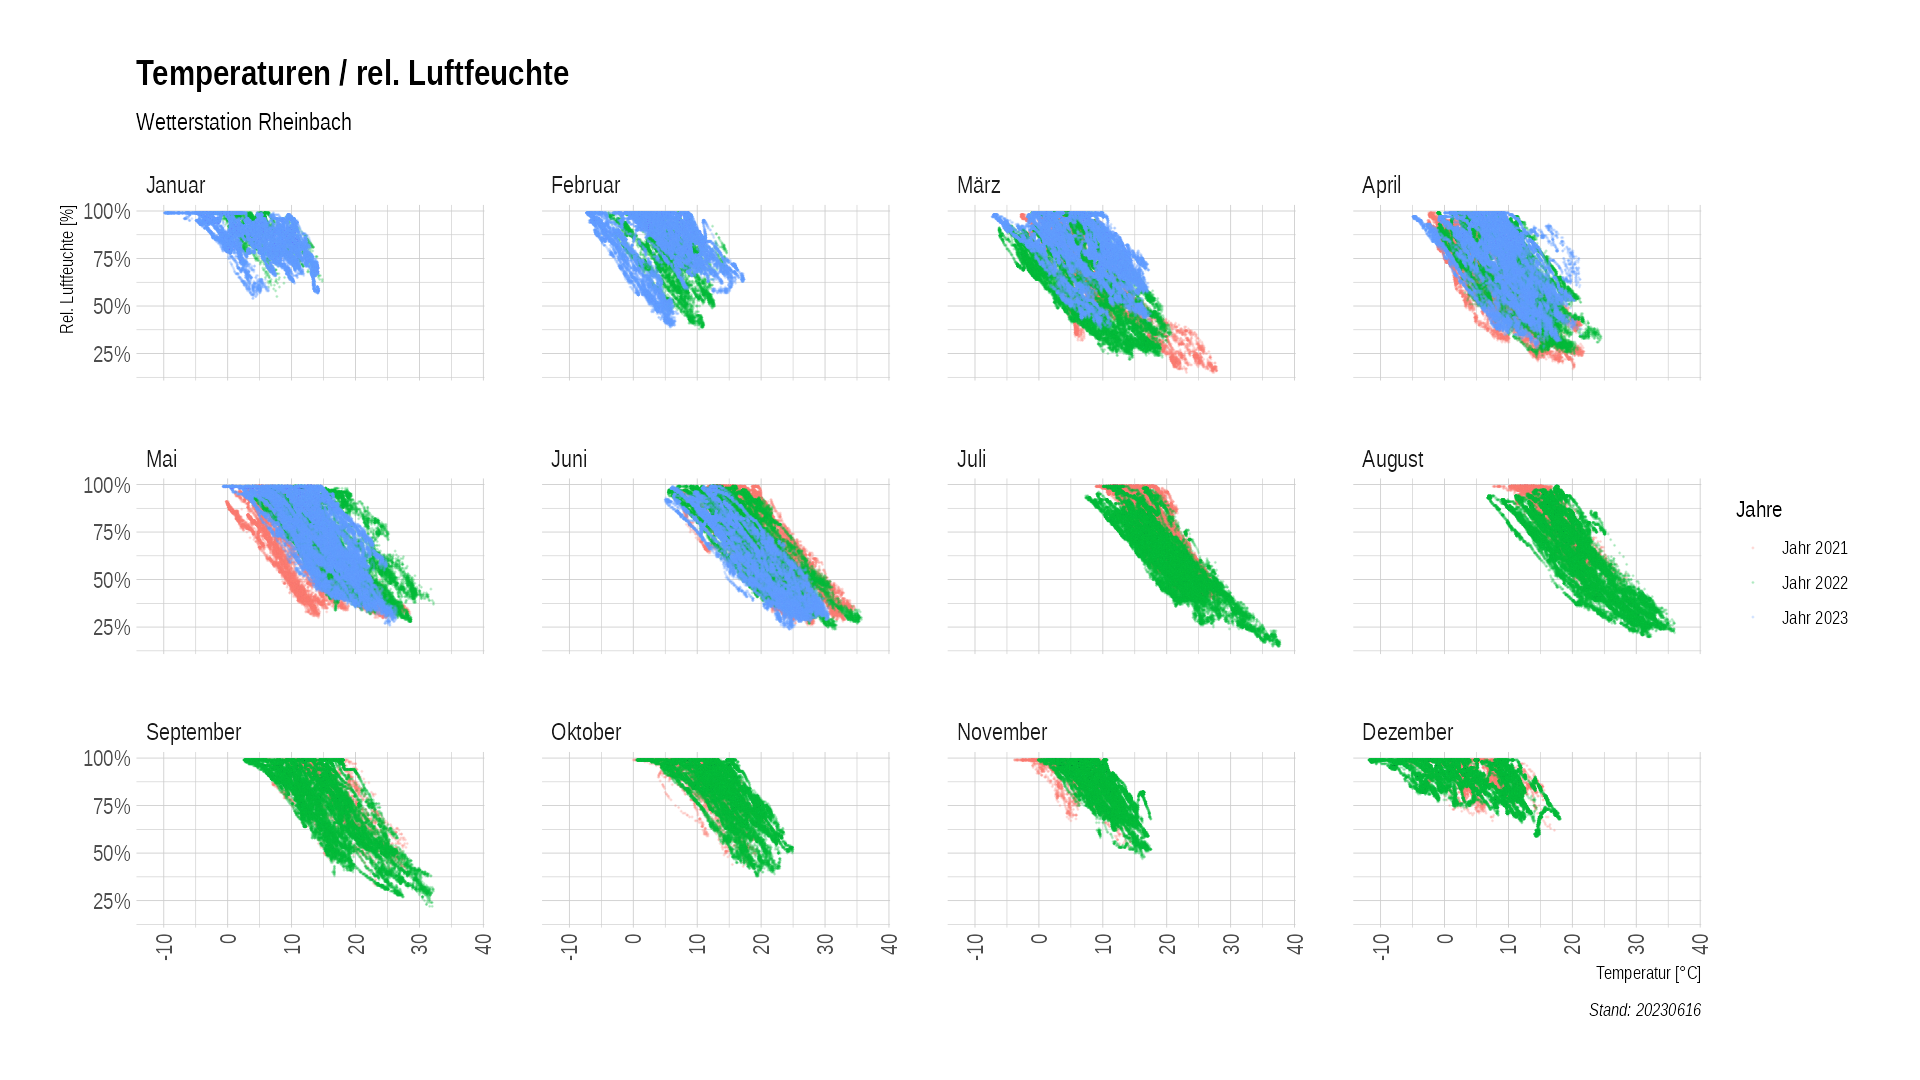 Temperaturen / rel. Luftfeuchte
Wetterstation Rheinbach
Januar
Februar
März
April
Rel. Luftfeuchte [%]
100%
75%
50%
25%
Mai
Juni
Juli
August
100%
75%
50%
25%
Jahre
Jahr 2021
Jahr 2022
Jahr 2023
September
Oktober
November
Dezember
100%
75%
50%
25%
-10 0 10 20 30 40 -10 0 10 20 30 40 -10 0 10 20 30 40 -10 0 10 20 30 40
Temperatur [°C]
Stand: 20230616